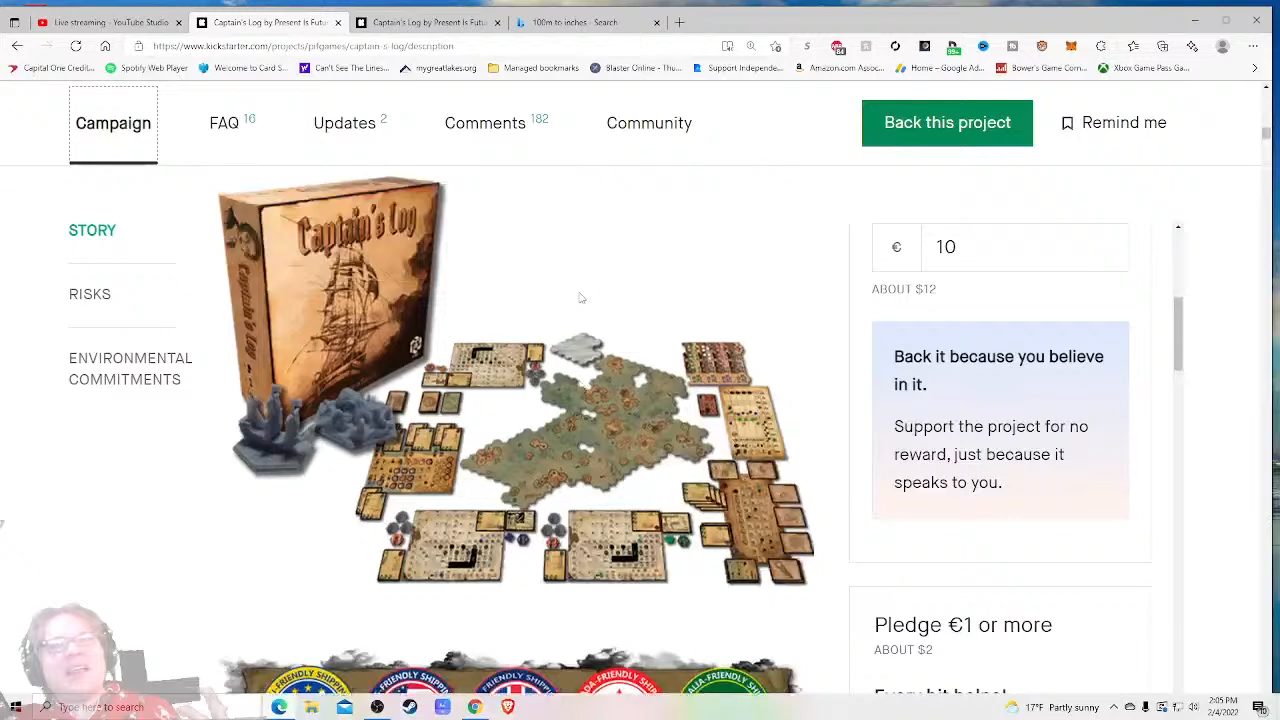 Live streaming - YouTube Studio
Captain's Log by Present Is Futu
Captain's Log by Present Is Futu
100m to inches - Search
https://www.kickstarter.com/projects/pifgames/captain-s-log/description
Capital One Credit...
Spotify Web Player
Welcome to Card S...
Can't See The Lines...
mygreatlakes.org
Managed bookmarks
Blaster Online - Thu...
Support Independe...
Amazon.com Assoc...
Home – Google Ad...
Bower's Game Corn...
Xbox Game Pass Ga...
Campaign
FAQ 16
Updates 2
Comments 182
Community
Back this project
Remind me
STORY
RISKS
ENVIRONMENTAL
COMMITMENTS
Captain's Log
Captain's Log
€ 10
ABOUT $12
Back it because you believe
in it.
Support the project for no
reward, just because it
speaks to you.
Pledge €1 or more
ABOUT $2
Every bit helps!
Type here to search
17°F Partly sunny
2:05 PM
2/4/2022